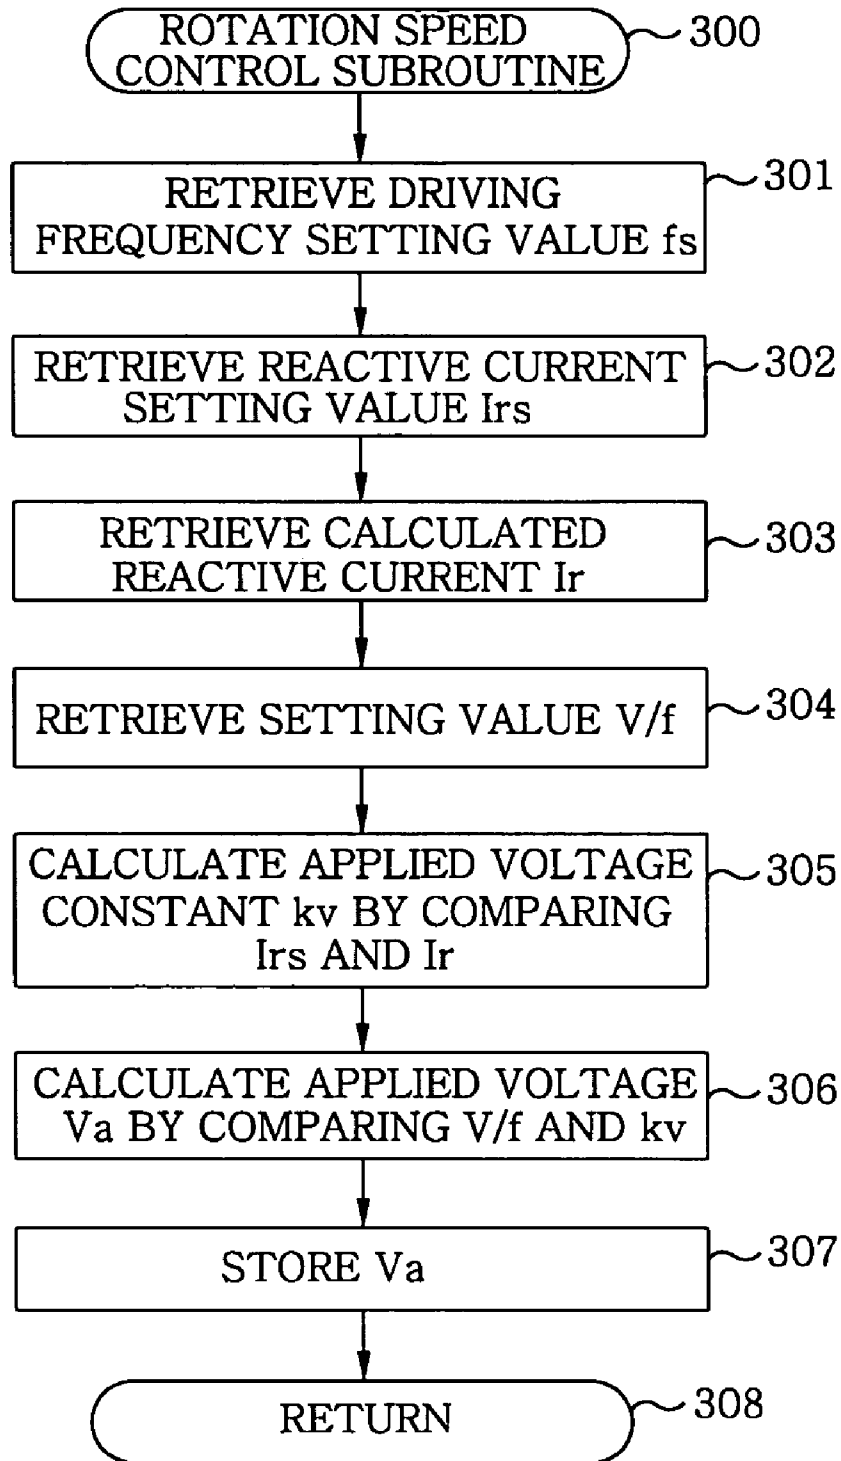 ROTATION SPEED
CONTROL SUBROUTINE
300
RETRIEVE DRIVING
FREQUENCY SETTING VALUE fs
301
RETRIEVE REACTIVE CURRENT
SETTING VALUE Irs
302
RETRIEVE CALCULATED
REACTIVE CURRENT Ir
303
RETRIEVE SETTING VALUE V/f
304
CALCULATE APPLIED VOLTAGE
CONSTANT kv BY COMPARING
Irs AND Ir
305
CALCULATE APPLIED VOLTAGE
Va BY COMPARING V/f AND kv
306
STORE Va
307
RETURN
308